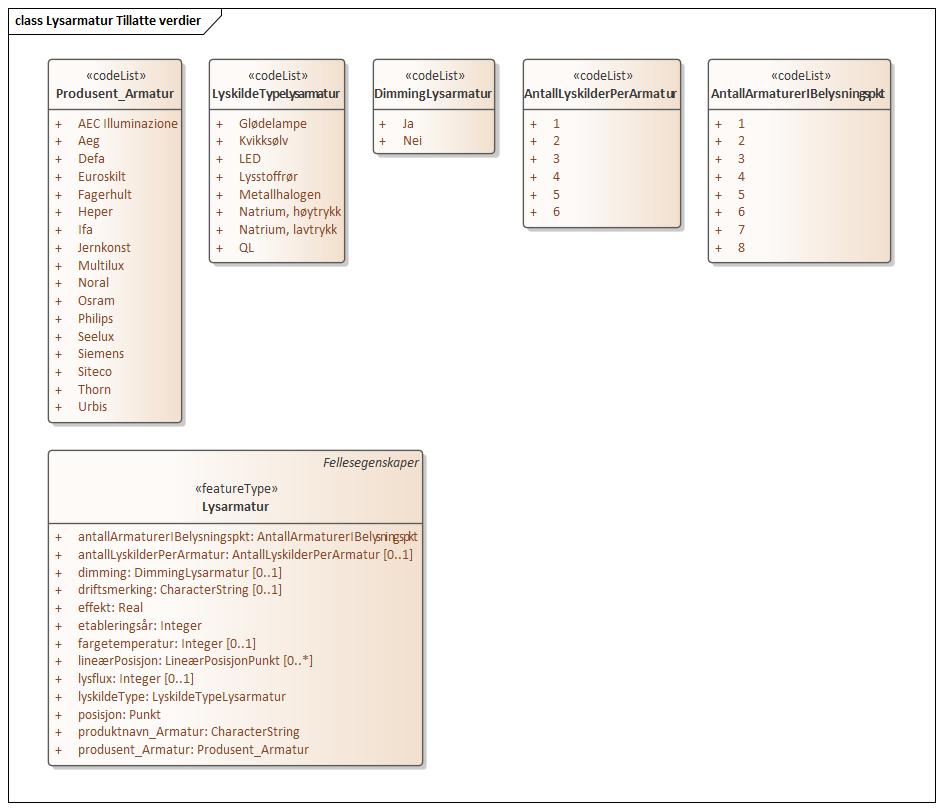 class Lysarmatur Tillatte verdier
«codeList»
Produsent_Armatur
+ AEC Illuminazione
+ Aeg
+ Defa
+ Euroskilt
+ Fagerhult
+ Heper
+ Ifa
+ Jernkonst
+ Multilux
+ Noral
+ Osram
+ Philips
+ Seelux
+ Siemens
+ Siteco
+ Thorn
+ Urbis
«codeList»
LyskildeTypeLysarmatur
+ Glødelampe
+ Kvikksølv
+ LED
+ Lysstoffrør
+ Metallhalogen
+ Natrium, høytrykk
+ Natrium, lavtrykk
+ QL
«codeList»
DimmingLysarmatur
+ Ja
+ Nei
«codeList»
AntallLyskilderPerArmatur
+ 1
+ 2
+ 3
+ 4
+ 5
+ 6
«codeList»
AntallArmaturerIBelysningspkt
+ 1
+ 2
+ 3
+ 4
+ 5
+ 6
+ 7
+ 8
Fellesegenskaper
«featureType»
Lysarmatur
+ antallArmaturerIBelysningspkt: AntallArmaturerIBelysningspkt
+ antallLyskilderPerArmatur: AntallLyskilderPerArmatur [0..1]
+ dimming: DimmingLysarmatur [0..1]
+ driftsmerking: CharacterString [0..1]
+ effekt: Real
+ etableringsår: Integer
+ fargetemperatur: Integer [0..1]
+ lineærPosisjon: LineærPosisjonPunkt [0..*]
+ lysflux: Integer [0..1]
+ lyskildeType: LyskildeTypeLysarmatur
+ posisjon: Punkt
+ produktnavn_Armatur: CharacterString
+ produsent_Armatur: Produsent_Armatur